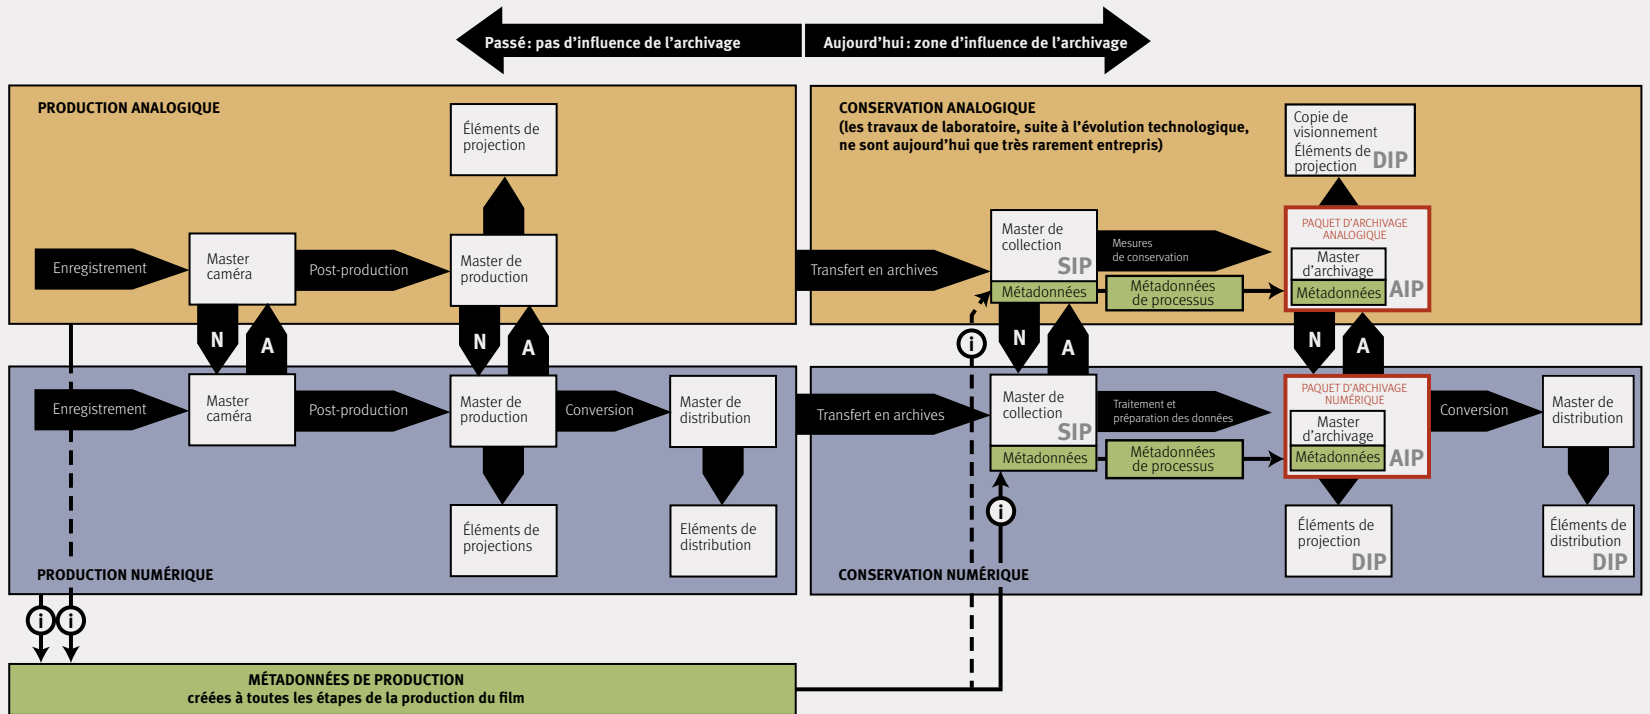 Passé : pas d'influence de l'archivage
Aujourd'hui : zone d'influence de l'archivage
PRODUCTION ANALOGIQUE
Éléments de
projection
Enregistrement
Master
caméra
Post-production
Master de
production
N
A
N
A
Enregistrement
Master
caméra
Post-production
Master de
production
Conversion
Master de
distribution
Éléments de
projections
Eléments de
distribution
PRODUCTION NUMÉRIQUE
i
i
MÉTADONNÉES DE PRODUCTION
créées à toutes les étapes de la production du film
CONSERVATION ANALOGIQUE
(les travaux de laboratoire, suite à l'évolution technologique,
ne sont aujourd'hui que très rarement entrepris)
Copie de
visionnement
Éléments de
projection
DIP
Transfert en archives
Master de
collection
SIP
Métadonnées
Mesures
de conservation
Métadonnées
de processus
PAQUET D'ARCHIVAGE
ANALOGIQUE
Master
d'archivage
Métadonnées
AIP
i
N
A
N
A
Transfert en archives
Master de
collection
SIP
Métadonnées
Traitement et
préparation des données
Métadonnées
de processus
PAQUET D'ARCHIVAGE
NUMÉRIQUE
Master
d'archivage
Métadonnées
AIP
Conversion
Master de
distribution
i
Éléments de
projection
DIP
Éléments de
distribution
DIP
CONSERVATION NUMÉRIQUE